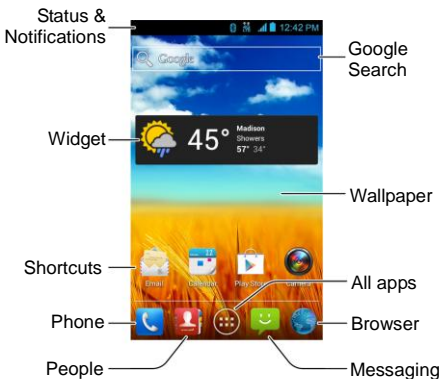 Status &
Notifications
12:42 PM
Google
Google
Search
Widget
45°
Madison
Showers
57° 34°
Wallpaper
Shortcuts
Email
Calendar
Play Store
Camera
All apps
Phone
Browser
People
Messaging